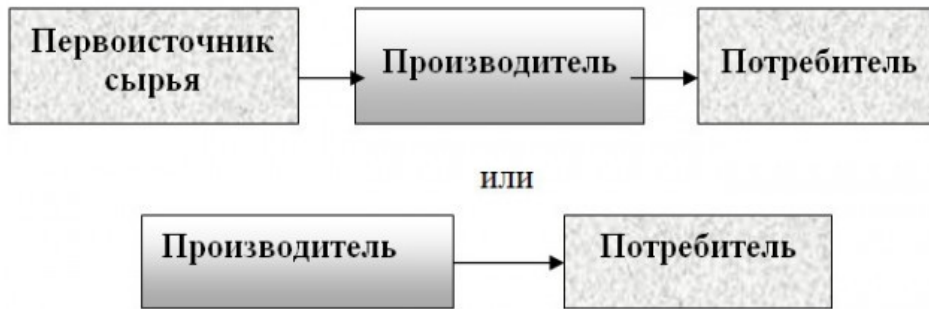 Первоисточник
сырья
Производитель
Потребитель
или
Производитель
Потребитель